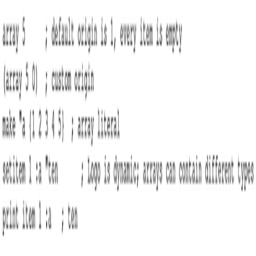 array 5     ; default origin is 1, every item is empty
(array 5 0)  ; custom origin
make "a {1 2 3 4 5}  ; array literal
setitem 1 :a "ten      ; Logo is dynamic; arrays can contain different types
print item 1 :a   ; ten